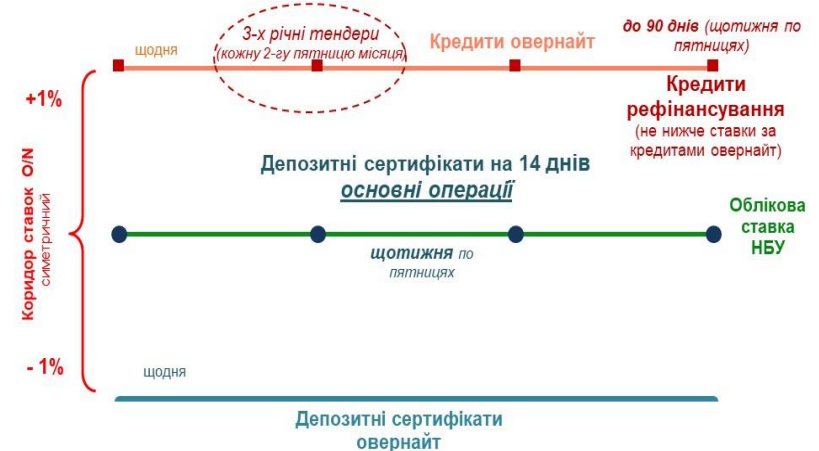 щодня
3-х річні тендери
(кожну 2-гу пятницю місяця)
Кредити овернайт
до 90 днів (щотижня по
пятницях)
Кредити
рефінансування
(не нижче ставки за
кредитами овернайт)
+1%
Коридор ставок O/N
симетричний
- 1%
Депозитні сертифікати на 14 днів
основні операції
щотижня по
пятницях
Облікова
ставка
НБУ
щодня
Депозитні сертифікати
овернайт